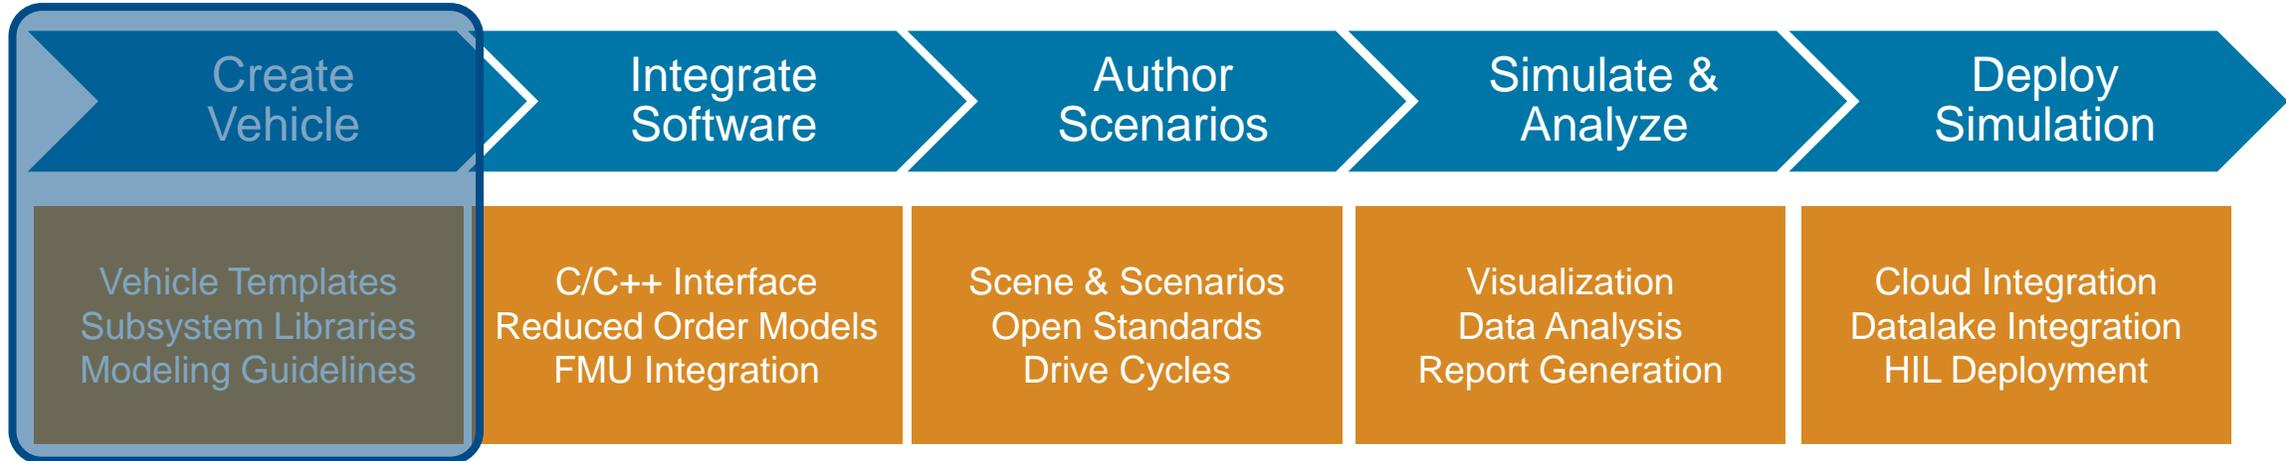 Create
Vehicle
Integrate
Software
Author
Scenarios
Simulate &
Analyze
Deploy
Simulation
Vehicle Templates
Subsystem Libraries
Modeling Guidelines
C/C++ Interface
Reduced Order Models
FMU Integration
Scene & Scenarios
Open Standards
Drive Cycles
Visualization
Data Analysis
Report Generation
Cloud Integration
Datalake Integration
HIL Deployment